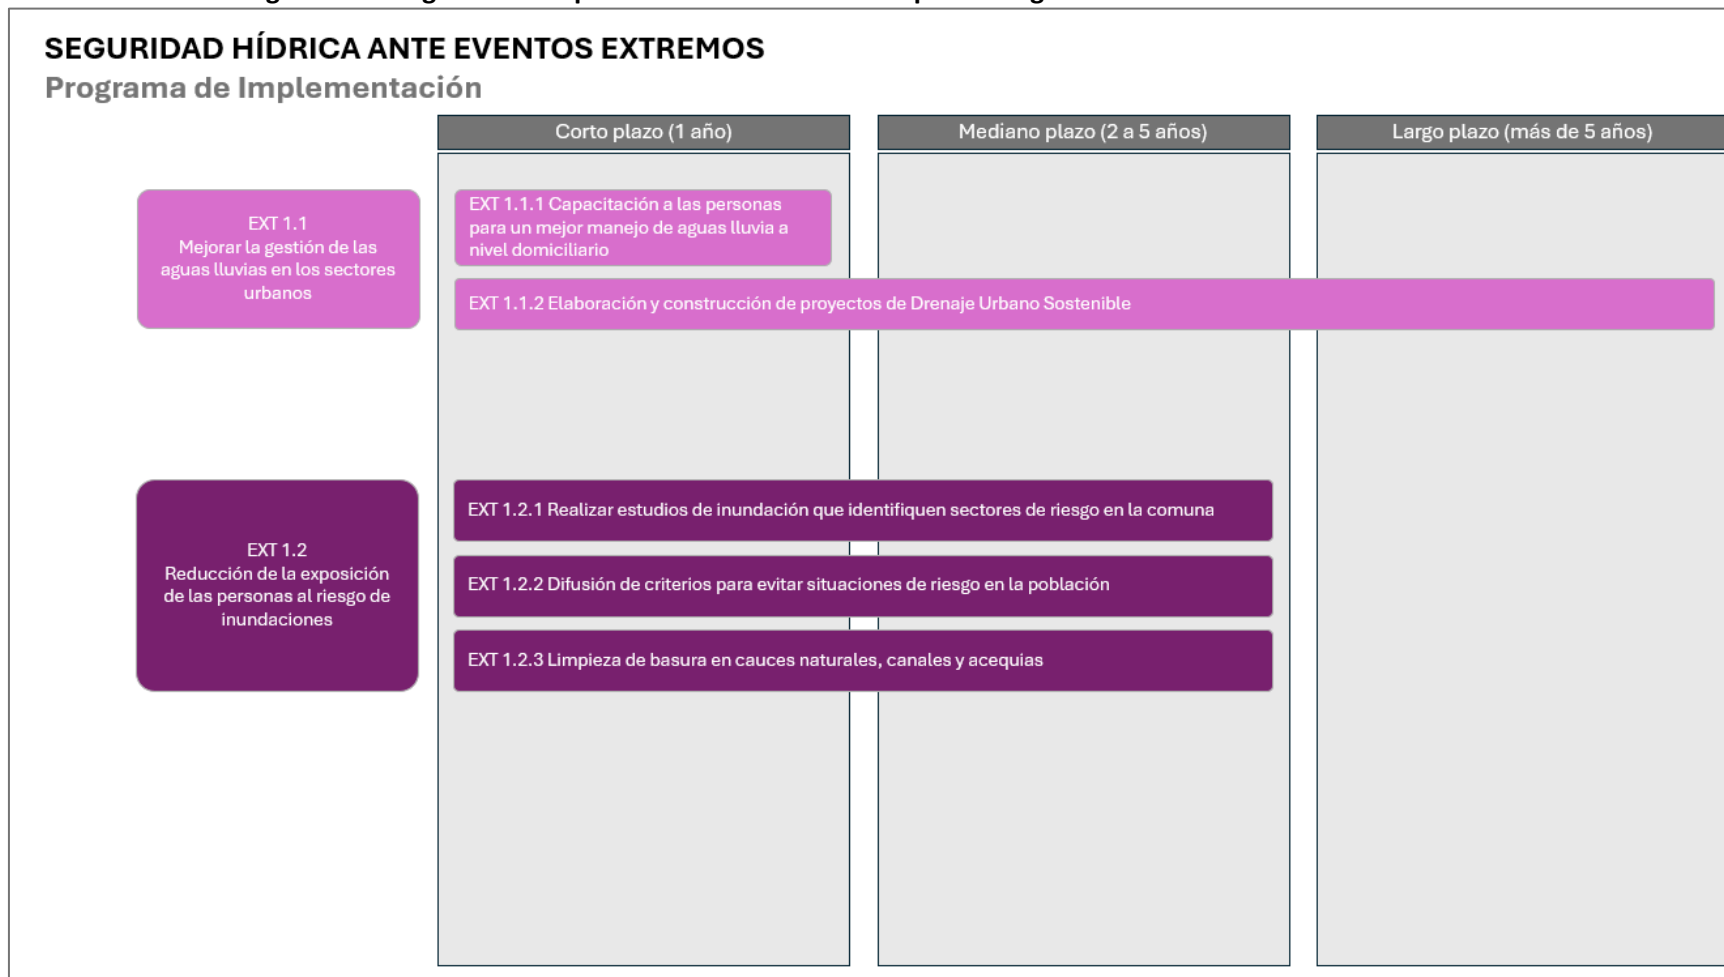 SEGURIDAD HÍDRICA ANTE EVENTOS EXTREMOS
Programa de Implementación
Corto plazo (1 año)
Mediano plazo (2 a 5 años)
Largo plazo (más de 5 años)
EXT 1.1
Mejorar la gestión de las
aguas lluvias en los sectores
urbanos
EXT 1.1.1 Capacitación a las personas
para un mejor manejo de aguas lluvia a
nivel domiciliario
EXT 1.1.2 Elaboración y construcción de proyectos de Drenaje Urbano Sostenible
EXT 1.2
Reducción de la exposición
de las personas al riesgo de
inundaciones
EXT 1.2.1 Realizar estudios de inundación que identifiquen sectores de riesgo en la comuna
EXT 1.2.2 Difusión de criterios para evitar situaciones de riesgo en la población
EXT 1.2.3 Limpieza de basura en cauces naturales, canales y acequias